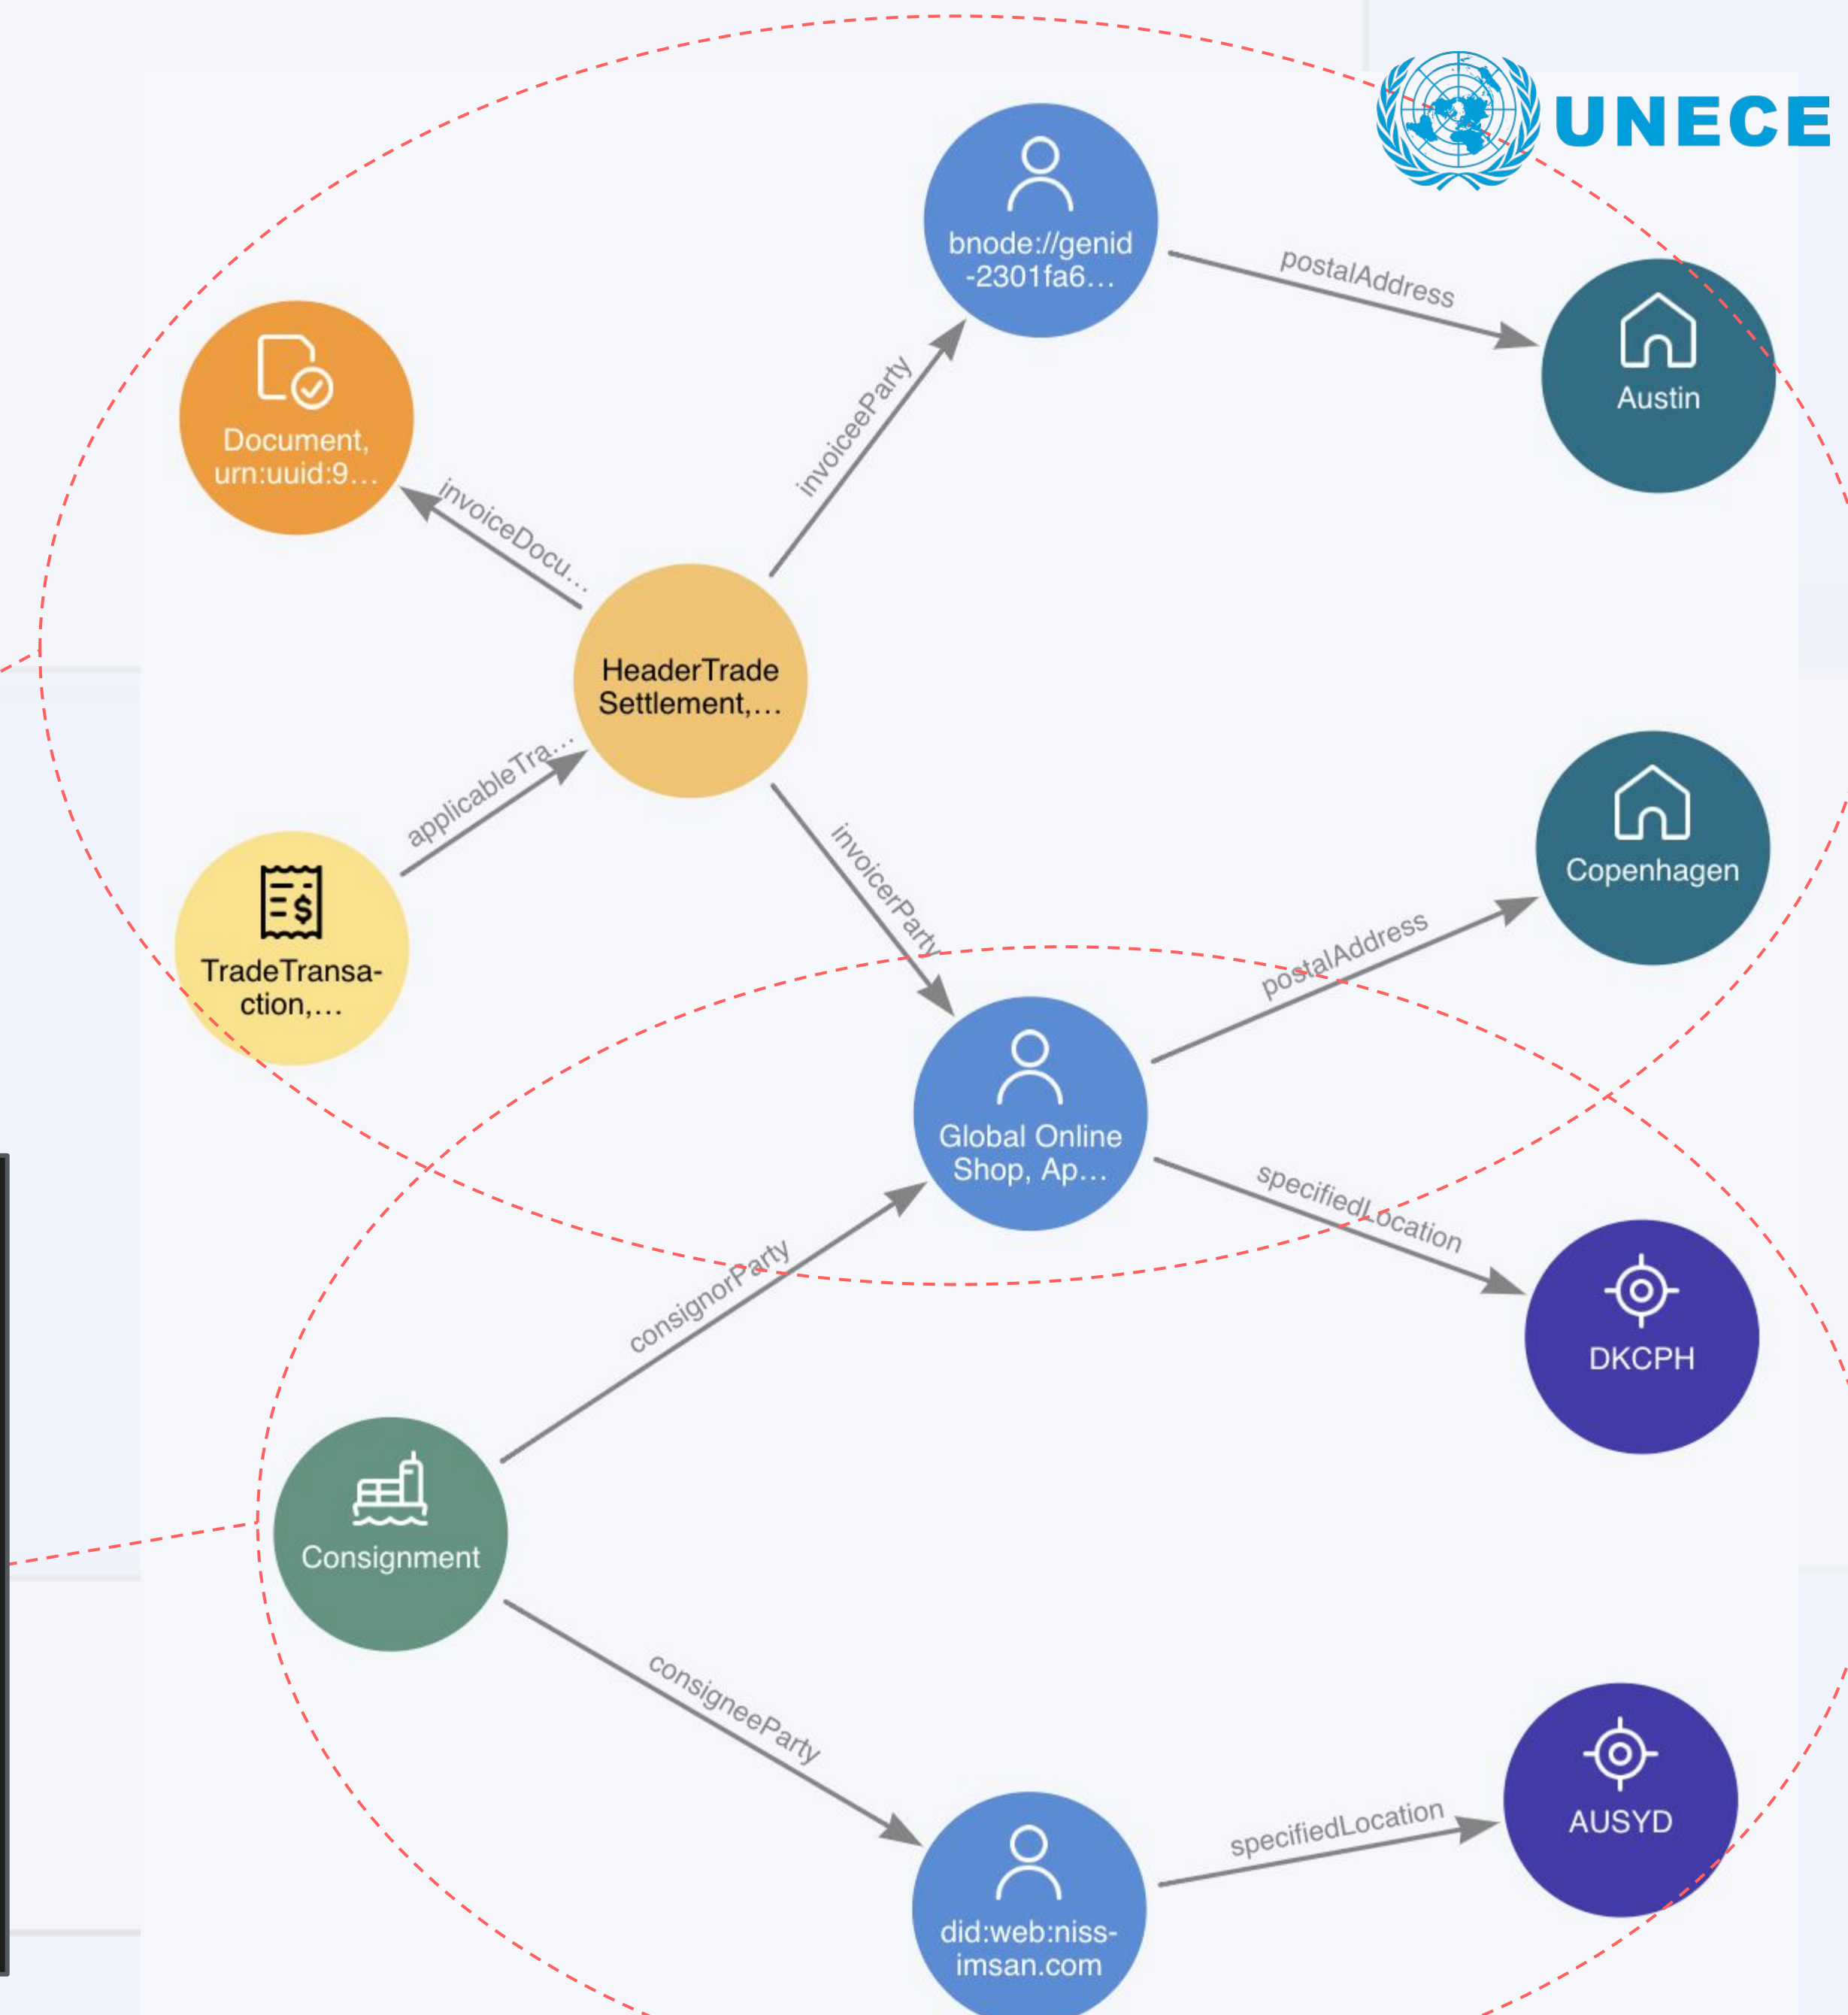 UNECE
bnode://genid
-2301fa6...
postalAddress
Austin
Document,
urn:uuid:9...
invoiceeParty
invoiceDocu...
HeaderTrade
Settlement,...
applicableTra...
invoicerParty
Copenhagen
TradeTransa-
ction,...
postalAddress
Global Online
Shop, Ap...
specifiedLocation
consignorParty
DKCPH
Consignment
consigneeParty
specifiedLocation
AUSYD
did:web:niss-
imsan.com